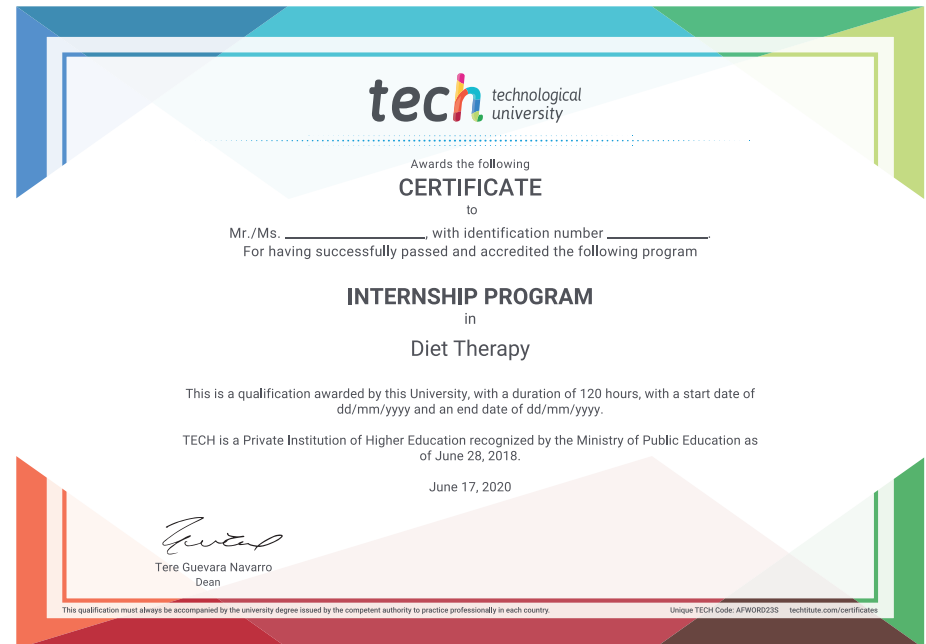 tech technological
university
Awards the following
CERTIFICATE
to
Mr./Ms. ____________________, with identification number ______________.
For having successfully passed and accredited the following program
INTERNSHIP PROGRAM
in
Diet Therapy
This is a qualification awarded by this University, with a duration of 120 hours, with a start date of
dd/mm/yyyy and an end date of dd/mm/yyyy.
TECH is a Private Institution of Higher Education recognized by the Ministry of Public Education as
of June 28, 2018.
June 17, 2020
Tere Guevara Navarro
Dean
This qualification must always be accompanied by the university degree issued by the competent authority to practice professionally in each country.
Unique TECH Code: AFWORD23S techtitute.com/certificates